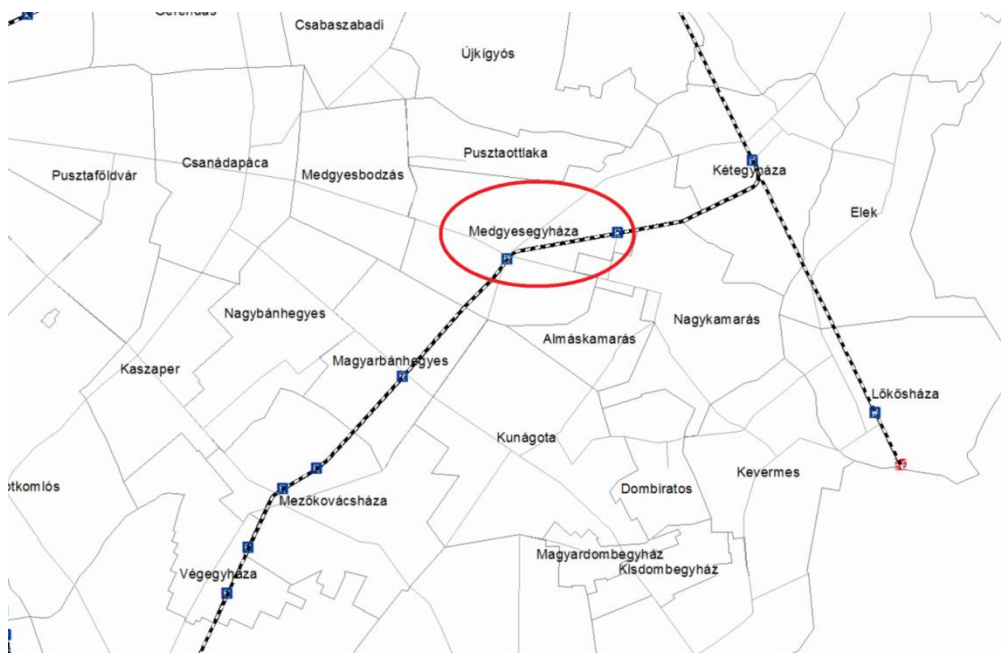 Csabaszabadi
Újkígyós
Pusztaottlaka
Csanádapáca
Kétegyháza
Pusztaföldvár
Medgyesbodzás
Elek
Medgyesegyháza
Nagybánhegyes
Nagykamarás
Almáskamarás
Magyarbánhegyes
Kaszaper
Lőkösháza
Kunágota
Kevermes
otkomlós
Dombiratos
Mezőkovácsháza
Magyardombegyház
Kisdombegyház
Végegyháza